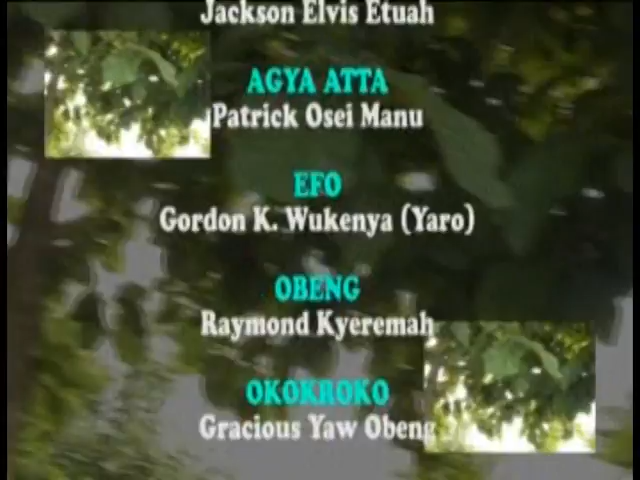 Jackson Elvis Etuah
AGYA ATTA
Patrick Osei Manu
EFO
Gordon K. Wukenya (Yaro)
OBENG
Raymond Kyeremah
OKOKROKO
Gracious Yaw Obeng